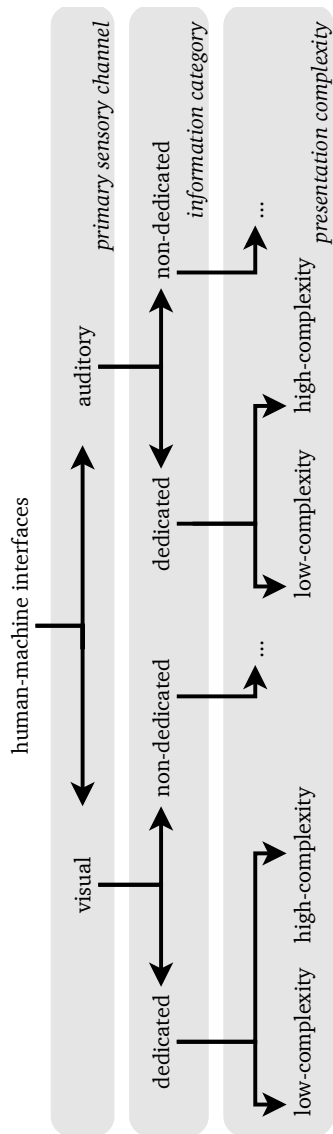 human-machine interfaces
visual
auditory
primary sensory channel
dedicated
non-dedicated
dedicated
non-dedicated
information category
low-complexity
high-complexity
...
low-complexity
high-complexity
...
presentation complexity